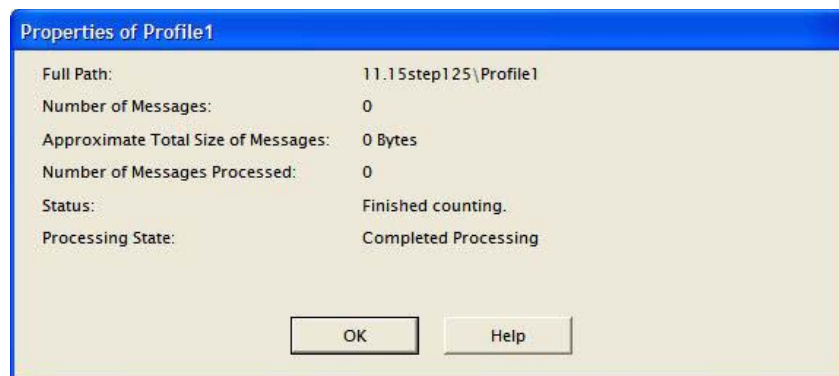 Properties of Profile1
Full Path: 11.15step125\Profile1
Number of Messages: 0
Approximate Total Size of Messages: 0 Bytes
Number of Messages Processed: 0
Status: Finished counting.
Processing State: Completed Processing
OK Help